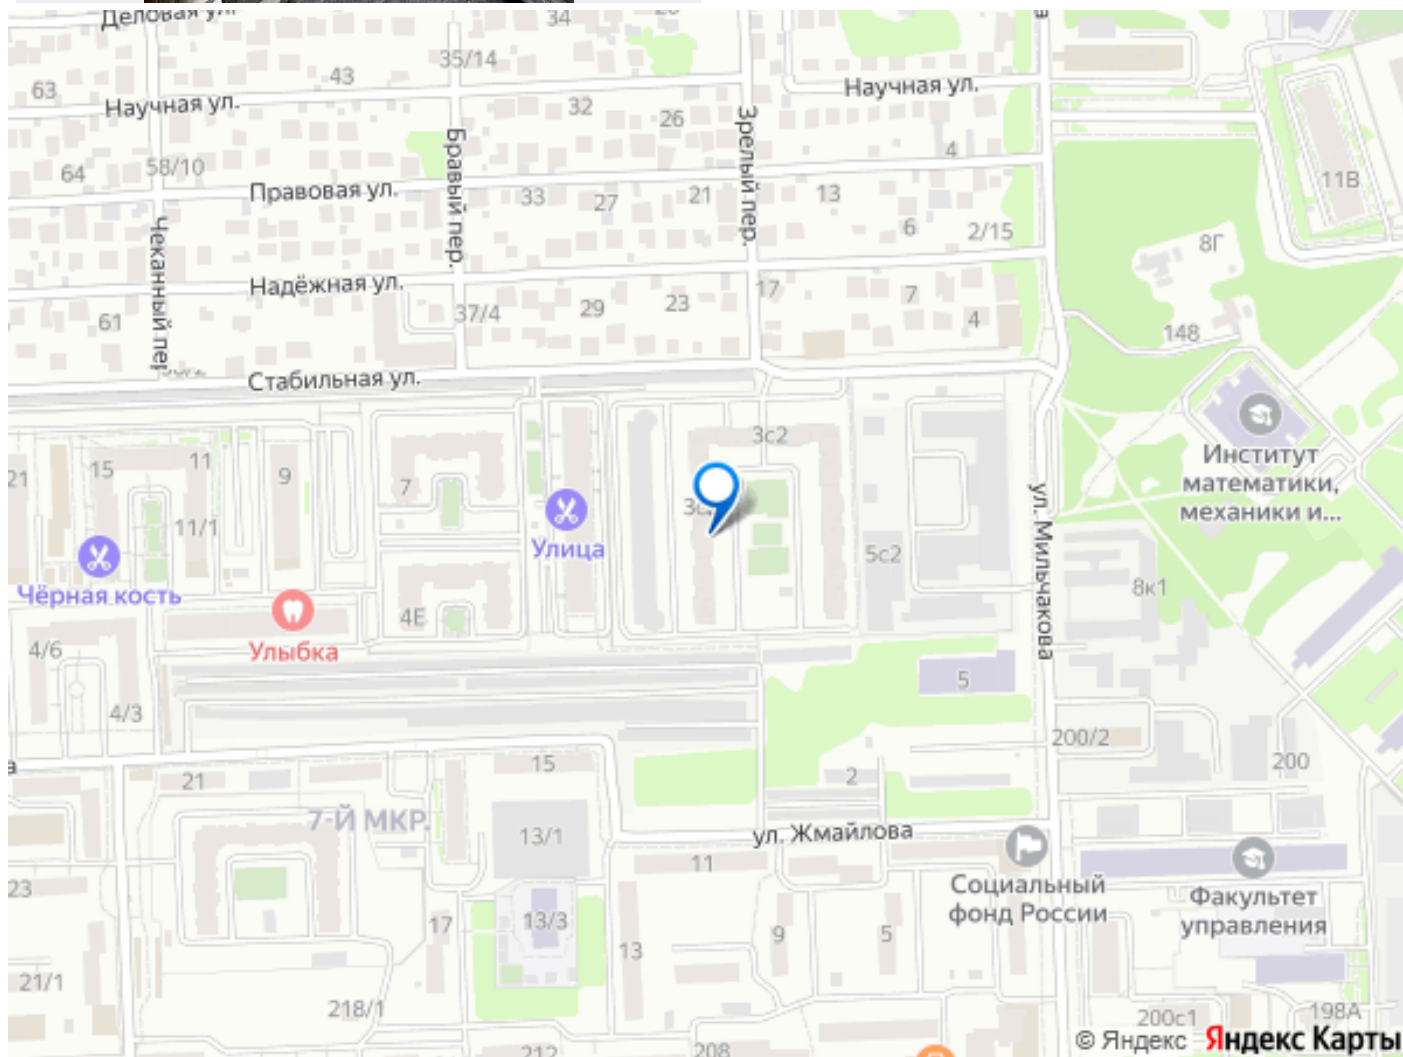 34
35/14
63
43
Научная ул.
32
26
Научная ул.
Бравый пер.
Зрелый пер.
4
58/10
64
Правовая ул.
33
27
21
13
11В
6
2/15
8Г
Чеканный пер
Надёжная ул.
37/4
29
23
17
7
4
61
148
Стабильная ул.
3с2
21
15
11
9
7
Институт
математики,
механики и...
11/1
Улица
5с2
ул. Мильчакова
8к1
Чёрная кость
4Е
4/6
Улыбка
5
4/3
200/2
15
2
200
21
7-Й МКР.
13/1
ул. Жмайлова
11
Социальный
фонд России
Факультет
управления
23
17
13/3
13
9
5
21/1
218/1
200с1
198А
212
208
© Яндекс Яндекс Карты